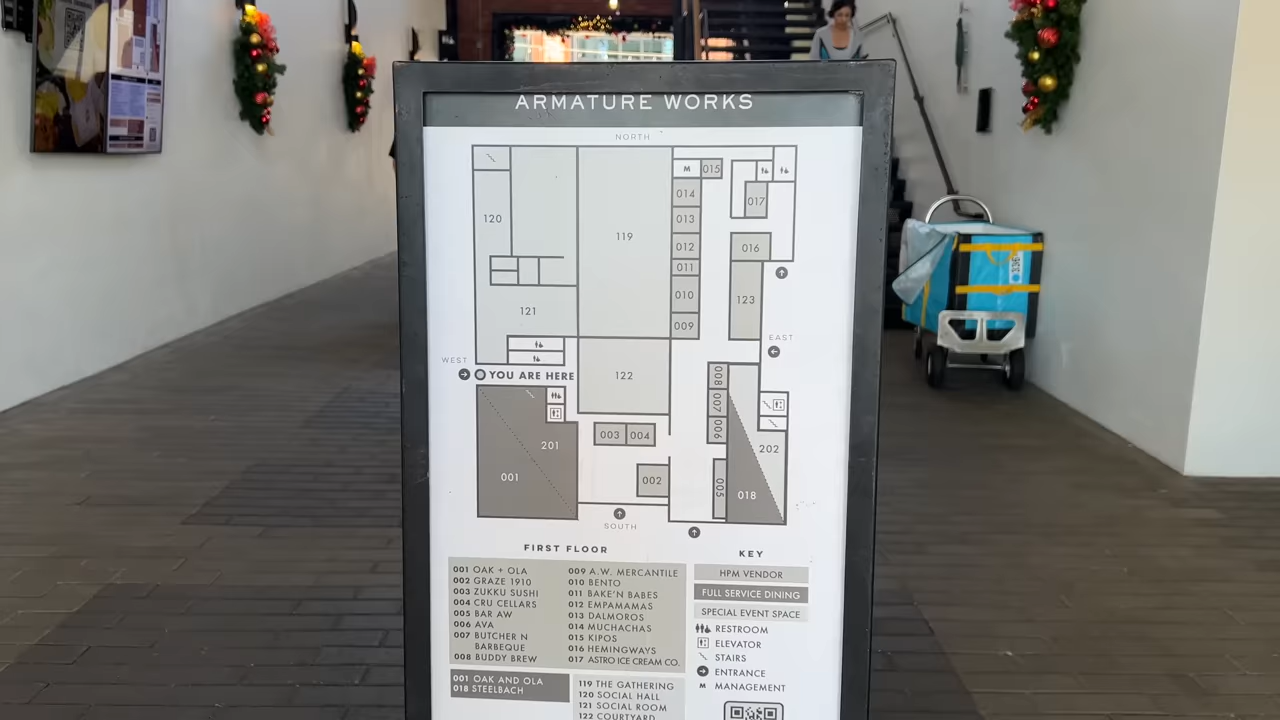 ARMATURE WORKS
NORTH
M
015
014
017
013
120
119
012
016
011
010
123
121
009
EAST
WEST
YOU ARE HERE
122
008
007
006
003
004
201
202
002
005
001
018
SOUTH
FIRST FLOOR
001 OAK + OLA
002 GRAZE 1910
003 ZUKKU SUSHI
004 CRU CELLARS
005 BAR AW
006 AVA
007 BUTCHER N
BARBEQUE
008 BUDDY BREW
009 A.W. MERCANTILE
010 BENTO
011 BAKE'N BABES
012 EMPAMAMAS
013 DALMOROS
014 MUCHACHAS
015 KIPOS
016 HEMINGWAYS
017 ASTRO ICE CREAM CO.
001 OAK AND OLA
018 STEELBACH
119 THE GATHERING
120 SOCIAL HALL
121 SOCIAL ROOM
122 COURTYARD
KEY
HPM VENDOR
FULL SERVICE DINING
SPECIAL EVENT SPACE
RESTROOM
ELEVATOR
STAIRS
ENTRANCE
M MANAGEMENT